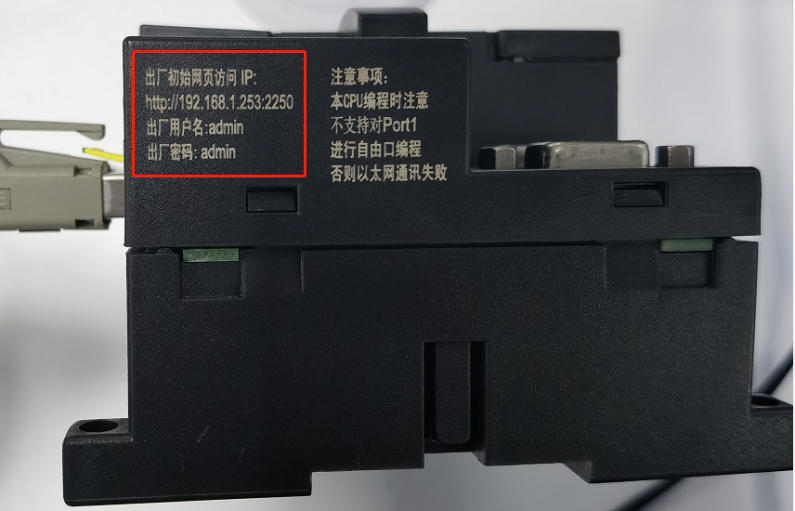 出厂初始网页访问 IP:
http://192.168.1.253:2250
出厂用户名:admin
出厂密码: admin
注意事项:
本CPU编程时注意
不支持对Port1
进行自由口编程
否则以太网通讯失败